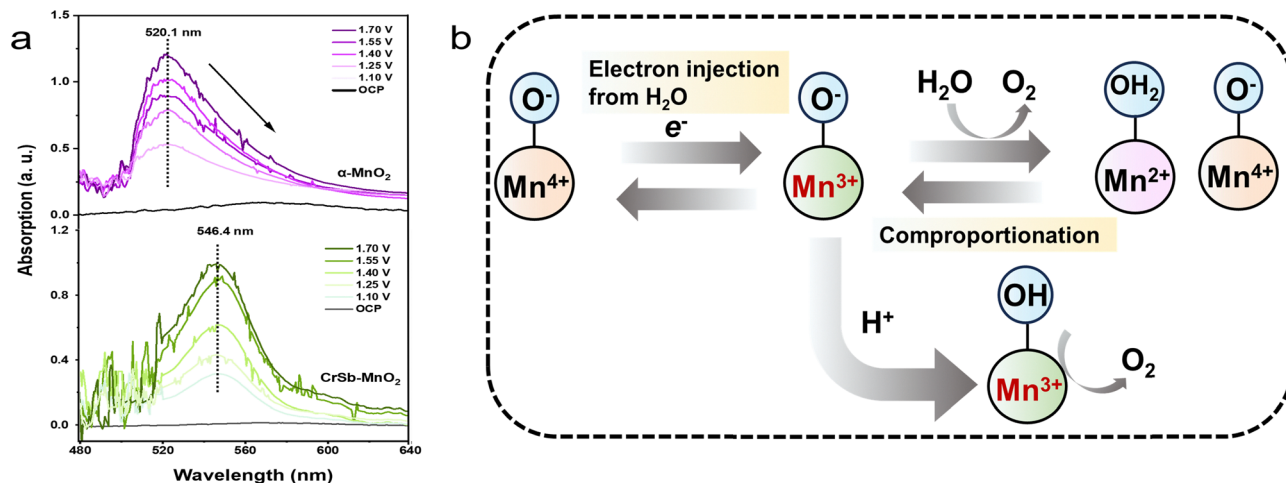 a
520.1 nm
1.70 V
1.55 V
1.40 V
1.25 V
1.10 V
OCP
α-MnO₂
1.5
1.0
0.5
0.0
546.4 nm
1.70 V
1.55 V
1.40 V
1.25 V
1.10 V
OCP
CrSb-MnO₂
1.2
0.8
0.4
0.0
480
520
560
600
640
Absorption (a. u.)
Wavelength (nm)
b
Electron injection
from H₂O
e⁻
O⁻
Mn⁴⁺
O⁻
Mn³⁺
H₂O
O₂
OH₂
Mn²⁺
O⁻
Mn⁴⁺
Comproportionation
H⁺
OH
Mn³⁺
O₂